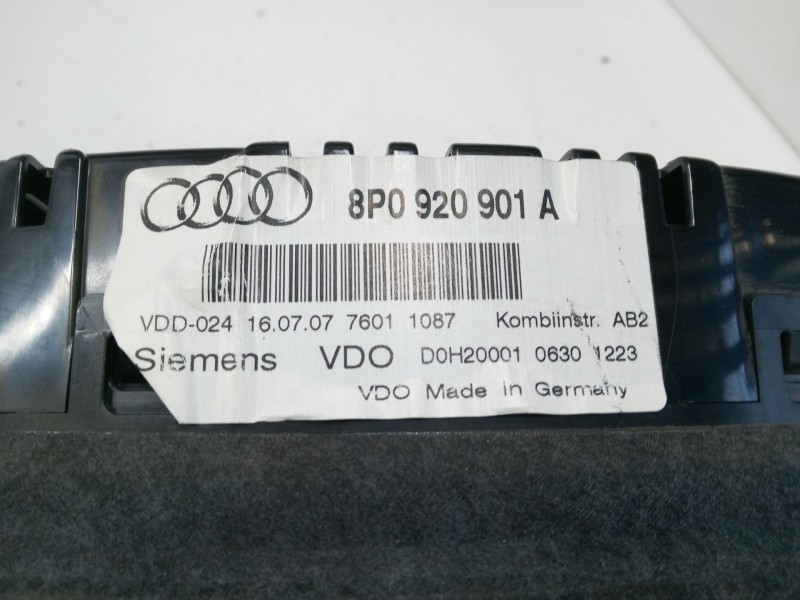 8P0 920 901 A
VDD-024 16.07.07 7601 1087 Kombiinstr. AB2
Siemens VDO D0H20001 0630 1223
VDO Made in Germany